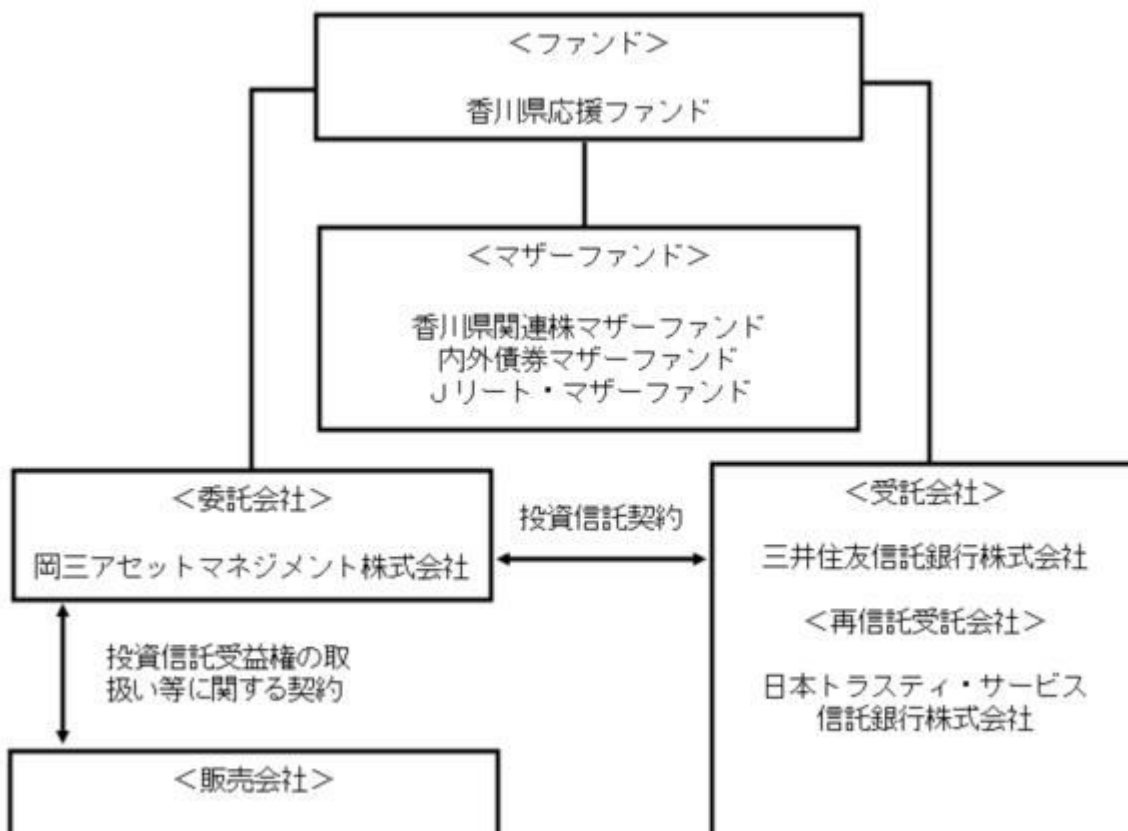 ＜ファンド＞
香川県応援ファンド
＜マザーファンド＞
香川県関連株マザーファンド
内外債券マザーファンド
Ｊリート・マザーファンド
＜委託会社＞
岡三アセットマネジメント株式会社
投資信託契約
＜受託会社＞
三井住友信託銀行株式会社
＜再信託受託会社＞
日本トラスティ・サービス
信託銀行株式会社
投資信託受益権の取
扱い等に関する契約
＜販売会社＞